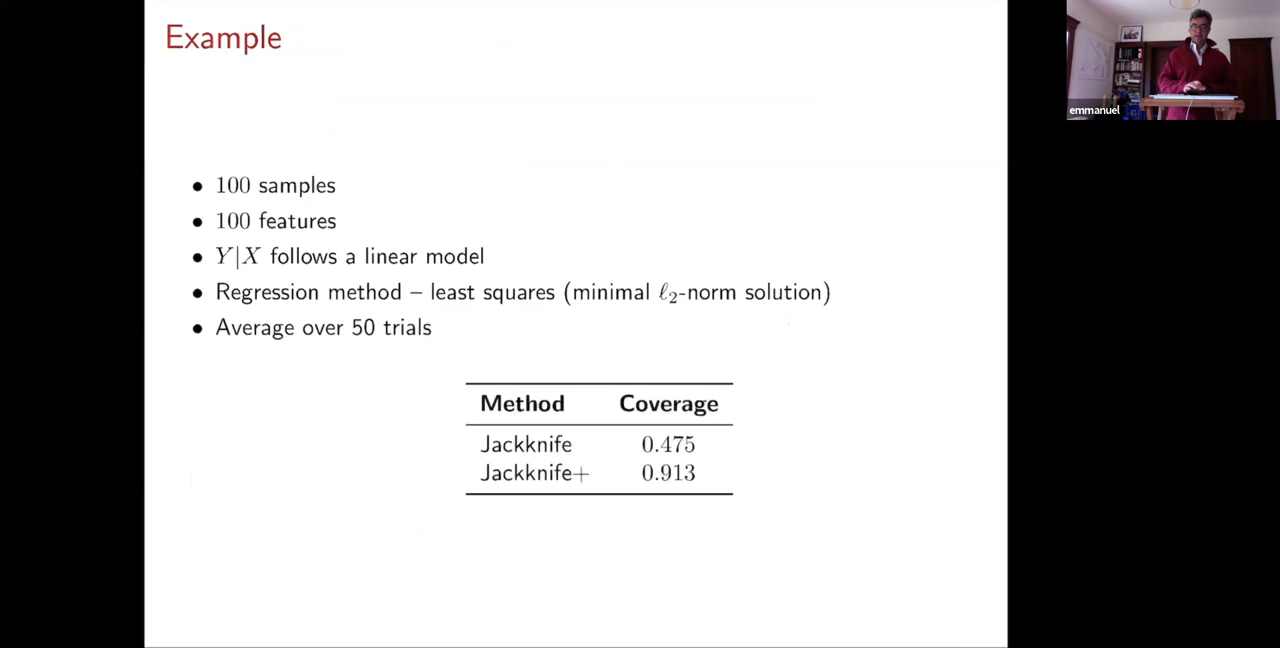 Example
• 100 samples
• 100 features
• Y|X follows a linear model
• Regression method – least squares (minimal ℓ₂-norm solution)
• Average over 50 trials
Method Coverage
Jackknife 0.475
Jackknife+ 0.913
emmanuel